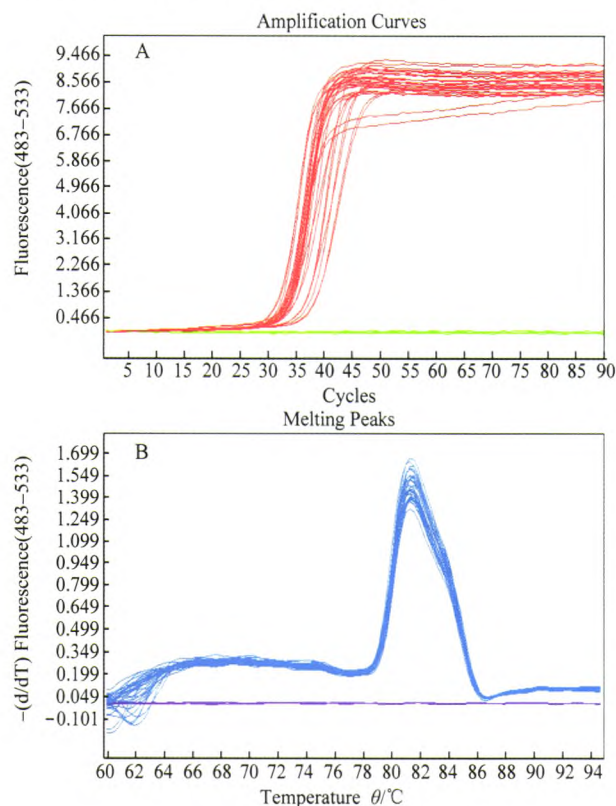 Amplification Curves
A
9.466
8.566
7.666
6.766
5.866
4.966
4.066
3.166
2.266
1.366
0.466
Fluorescence(483−533)
5 10 15 20 25 30 35 40 45 50 55 60 65 70 75 80 85 90
Cycles
Melting Peaks
B
1.699
1.549
1.399
1.249
1.099
0.949
0.799
0.649
0.499
0.349
0.199
0.049
−0.101
−(d/dT) Fluorescence(483−533)
60 62 64 66 68 70 72 74 76 78 80 82 84 86 88 90 92 94
Temperature θ/℃